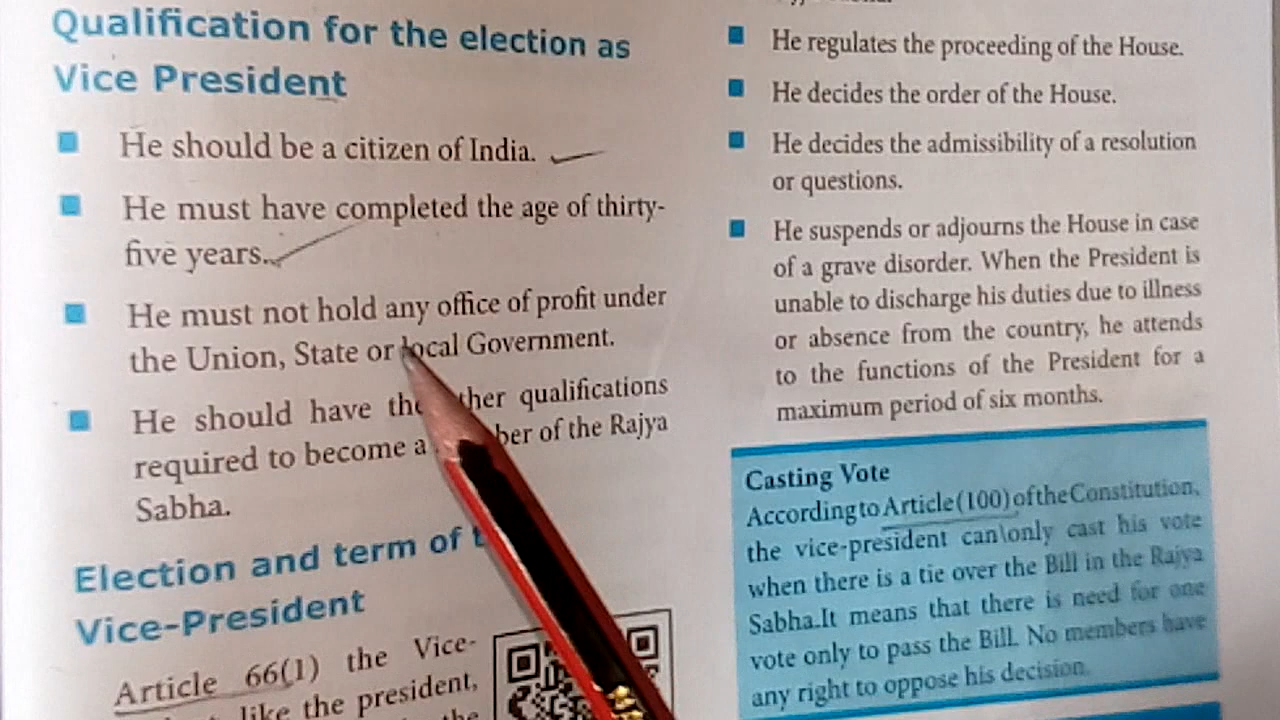 Qualification for the election as
Vice President
He should be a citizen of India.
He must have completed the age of thirty-
five years.
He must not hold any office of profit under
the Union, State or local Government.
He should have the other qualifications
required to become a ber of the Rajya
Sabha.
Election and term of
Vice-President
Article 66(1) the Vice-
like the president,
the
He regulates the proceeding of the House.
He decides the order of the House.
He decides the admissibility of a resolution
or questions.
He suspends or adjourns the House in case
of a grave disorder. When the President is
unable to discharge his duties due to illness
or absence from the country, he attends
to the functions of the President for a
maximum period of six months.
Casting Vote
According to Article (100) of the Constitution,
the vice-president can only cast his vote
when there is a tie over the Bill in the Rajya
Sabha.It means that there is need for one
vote only to pass the Bill. No members have
any right to oppose his decision.